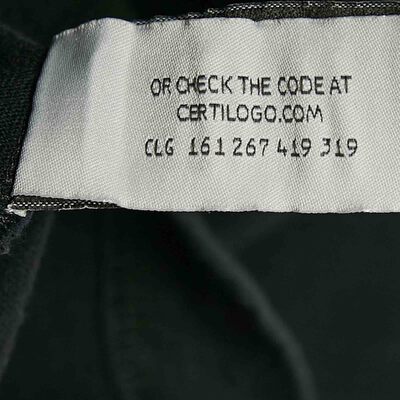 OR CHECK THE CODE AT
CERTILOGO.COM
CLG 161 267 419 319